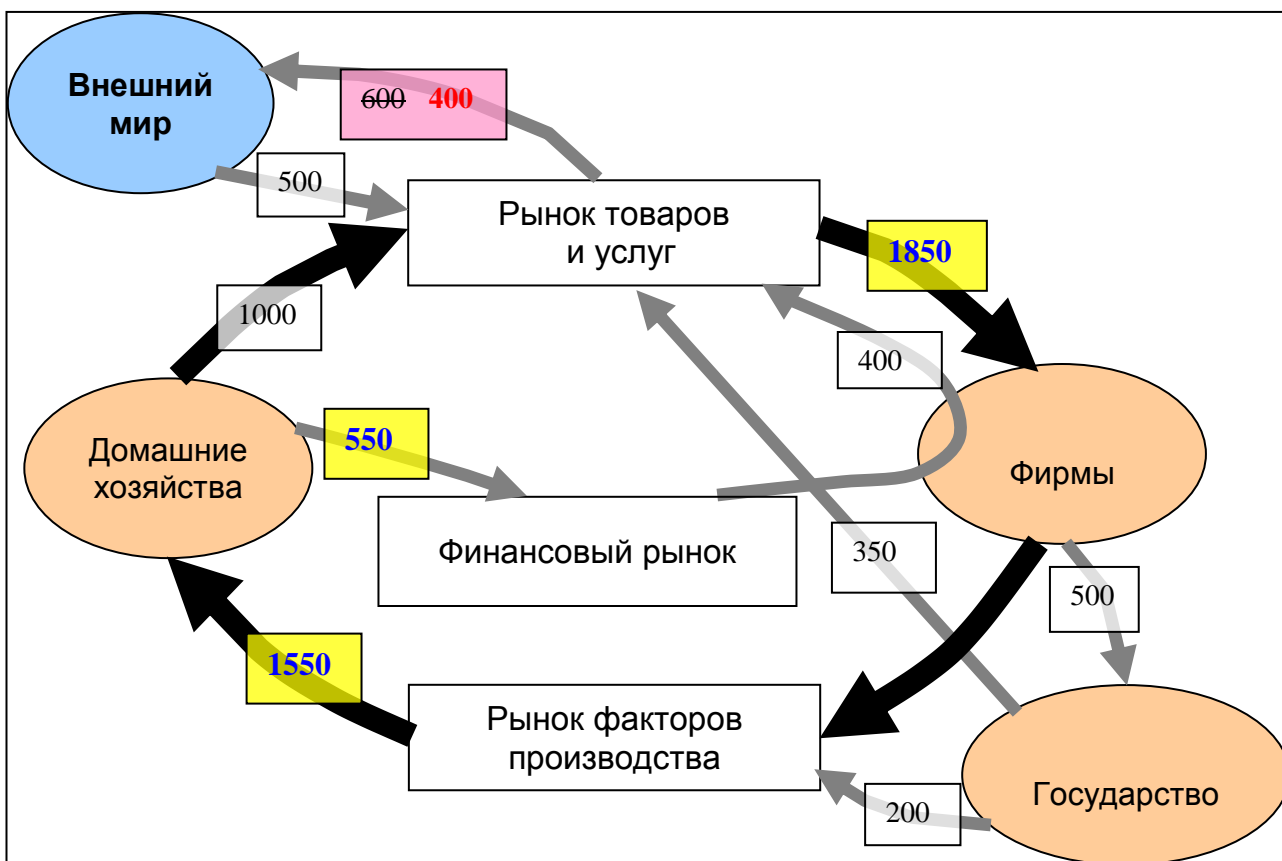 Внешний
мир
600 400
500
Рынок товаров
и услуг
1850
1000
400
Домашние
хозяйства
550
Фирмы
Финансовый рынок
350
500
1550
Рынок факторов
производства
200
Государство